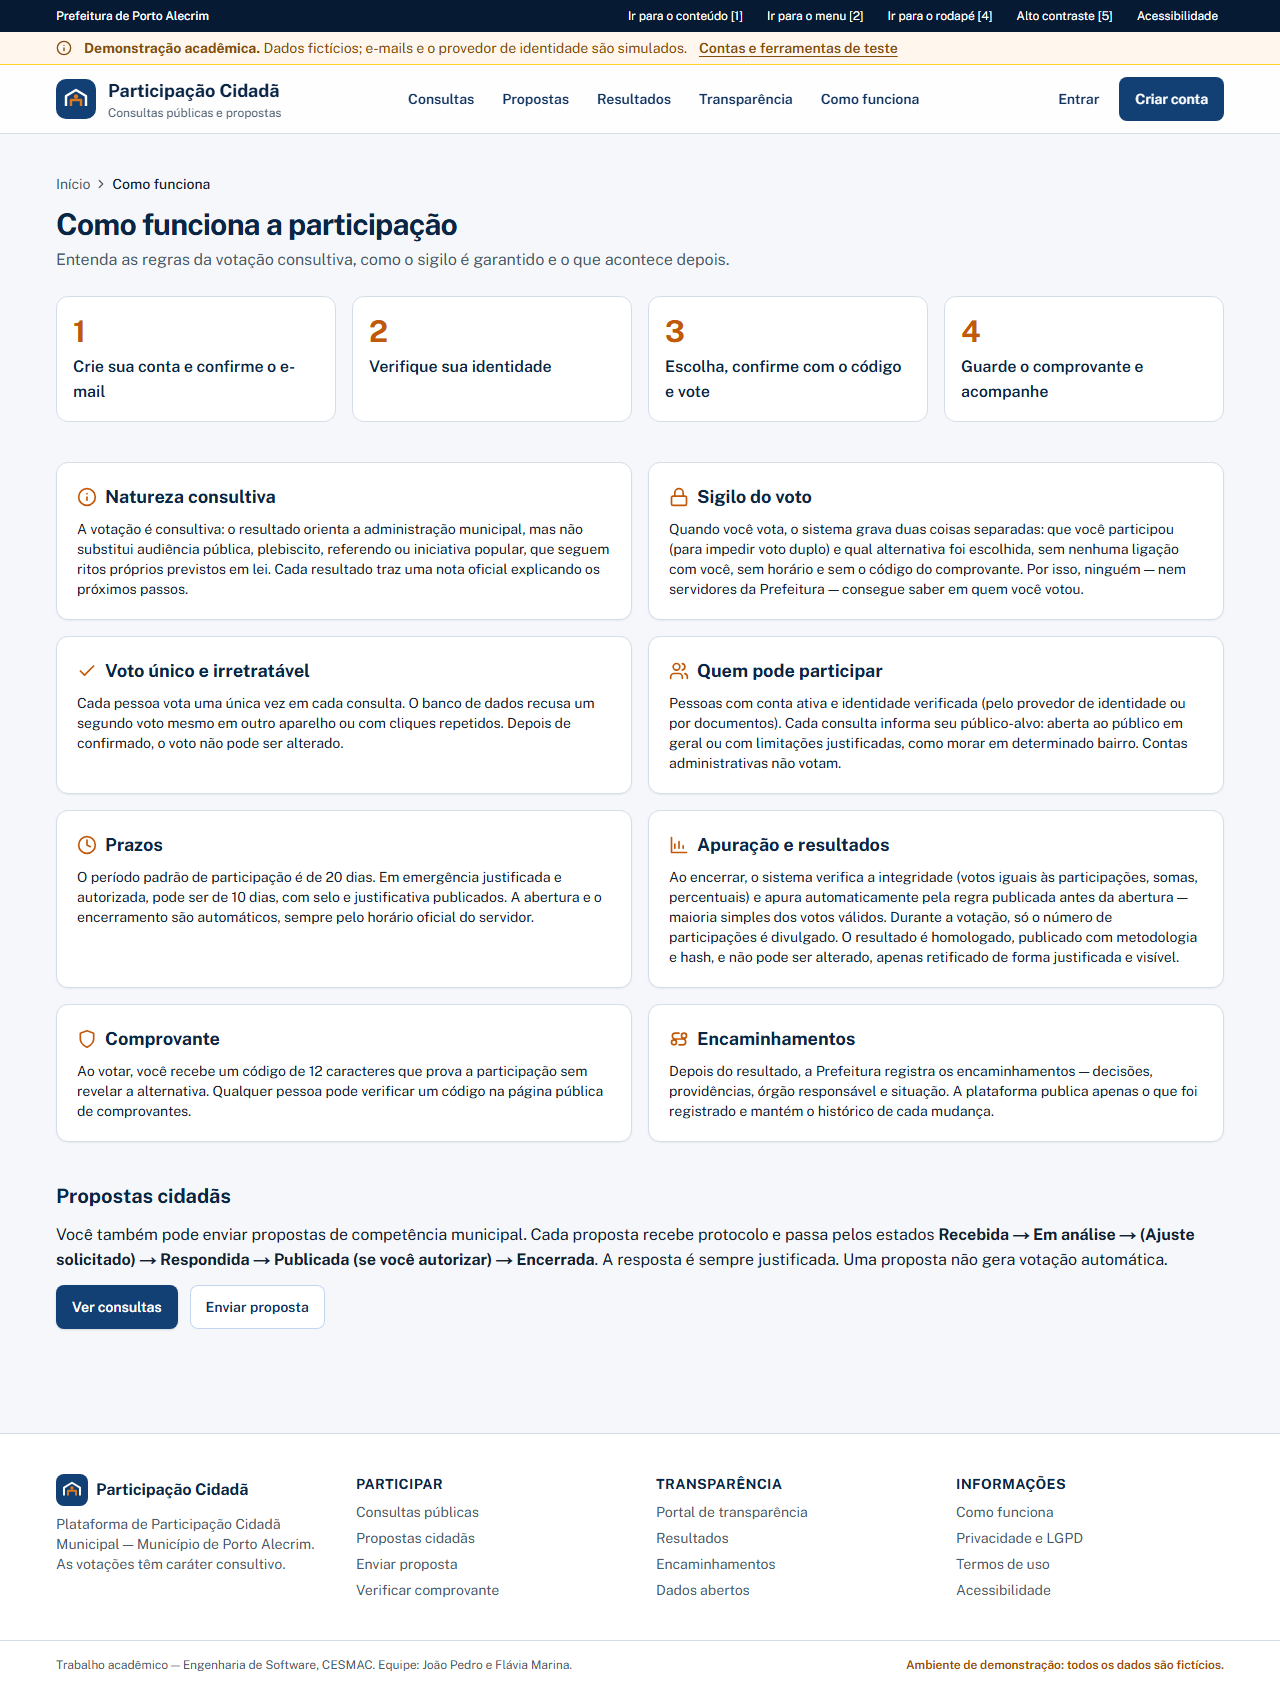 Prefeitura de Porto Alecrim
Ir para o conteúdo [1]
Ir para o menu [2]
Ir para o rodapé [4]
Alto contraste [5]
Acessibilidade
Demonstração acadêmica. Dados fictícios; e-mails e o provedor de identidade são simulados. Contas e ferramentas de teste
Participação Cidadã
Consultas públicas e propostas
Consultas
Propostas
Resultados
Transparência
Como funciona
Entrar
Criar conta
Início > Como funciona
Como funciona a participação
Entenda as regras da votação consultiva, como o sigilo é garantido e o que acontece depois.
1
Crie sua conta e confirme o e-
mail
2
Verifique sua identidade
3
Escolha, confirme com o código
e vote
4
Guarde o comprovante e
acompanhe
Natureza consultiva
A votação é consultiva: o resultado orienta a administração municipal, mas não
substitui audiência pública, plebiscito, referendo ou iniciativa popular, que seguem
ritos próprios previstos em lei. Cada resultado traz uma nota oficial explicando os
próximos passos.
Sigilo do voto
Quando você vota, o sistema grava duas coisas separadas: que você participou
(para impedir voto duplo) e qual alternativa foi escolhida, sem nenhuma ligação
com você, sem horário e sem o código do comprovante. Por isso, ninguém — nem
servidores da Prefeitura — consegue saber em quem você votou.
Voto único e irretratável
Cada pessoa vota uma única vez em cada consulta. O banco de dados recusa um
segundo voto mesmo em outro aparelho ou com cliques repetidos. Depois de
confirmado, o voto não pode ser alterado.
Quem pode participar
Pessoas com conta ativa e identidade verificada (pelo provedor de identidade ou
por documentos). Cada consulta informa seu público-alvo: aberta ao público em
geral ou com limitações justificadas, como morar em determinado bairro. Contas
administrativas não votam.
Prazos
O período padrão de participação é de 20 dias. Em emergência justificada e
autorizada, pode ser de 10 dias, com selo e justificativa publicados. A abertura e o
encerramento são automáticos, sempre pelo horário oficial do servidor.
Apuração e resultados
Ao encerrar, o sistema verifica a integridade (votos iguais às participações, somas,
percentuais) e apura automaticamente pela regra publicada antes da abertura —
maioria simples dos votos válidos. Durante a votação, só o número de
participações é divulgado. O resultado é homologado, publicado com metodologia
e hash, e não pode ser alterado, apenas retificado de forma justificada e visível.
Comprovante
Ao votar, você recebe um código de 12 caracteres que prova a participação sem
revelar a alternativa. Qualquer pessoa pode verificar um código na página pública
de comprovantes.
Encaminhamentos
Depois do resultado, a Prefeitura registra os encaminhamentos — decisões,
providências, órgão responsável e situação. A plataforma publica apenas o que foi
registrado e mantém o histórico de cada mudança.
Propostas cidadãs
Você também pode enviar propostas de competência municipal. Cada proposta recebe protocolo e passa pelos estados Recebida → Em análise → (Ajuste
solicitado) → Respondida → Publicada (se você autorizar) → Encerrada. A resposta é sempre justificada. Uma proposta não gera votação automática.
Ver consultas
Enviar proposta
Participação Cidadã
Plataforma de Participação Cidadã
Municipal — Município de Porto Alecrim.
As votações têm caráter consultivo.
PARTICIPAR
Consultas públicas
Propostas cidadãs
Enviar proposta
Verificar comprovante
TRANSPARÊNCIA
Portal de transparência
Resultados
Encaminhamentos
Dados abertos
INFORMAÇÕES
Como funciona
Privacidade e LGPD
Termos de uso
Acessibilidade
Trabalho acadêmico — Engenharia de Software, CESMAC. Equipe: João Pedro e Flávia Marina.
Ambiente de demonstração: todos os dados são fictícios.